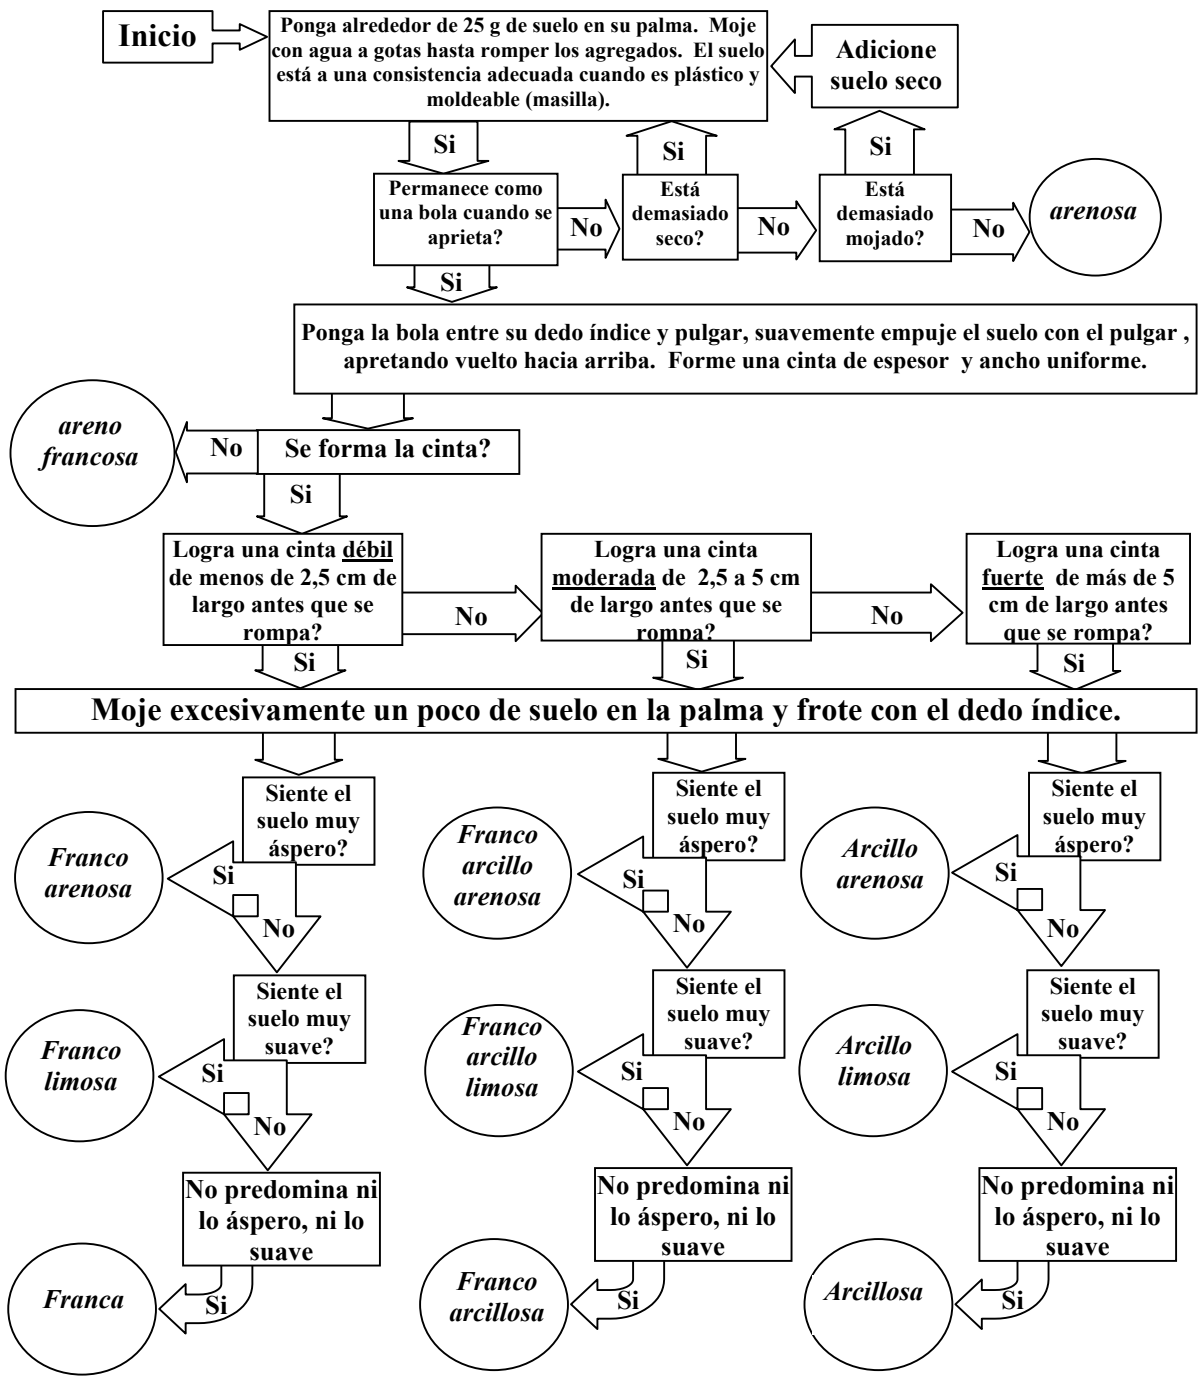 Inicio
Ponga alrededor de 25 g de suelo en su palma. Moje
con agua a gotas hasta romper los agregados. El suelo
está a una consistencia adecuada cuando es plástico y
moldeable (masilla).
Adicione
suelo seco
Si
Si
Si
Permanece como
una bola cuando se
aprieta?
No
Está
demasiado
seco?
No
Está
demasiado
mojado?
No
arenosa
Si
Ponga la bola entre su dedo índice y pulgar, suavemente empuje el suelo con el pulgar ,
apretando vuelto hacia arriba. Forme una cinta de espesor y ancho uniforme.
areno
francosa
No
Se forma la cinta?
Si
Logra una cinta débil
de menos de 2,5 cm de
largo antes que se
rompa?
No
Logra una cinta
moderada de 2,5 a 5 cm
de largo antes que se
rompa?
No
Logra una cinta
fuerte de más de 5
cm de largo antes
que se rompa?
Si
Si
Si
Moje excesivamente un poco de suelo en la palma y frote con el dedo índice.
Siente el
suelo muy
áspero?
Franco
arenosa
Si
No
Siente el
suelo muy
áspero?
Franco
arcillo
arenosa
Si
No
Siente el
suelo muy
áspero?
Arcillo
arenosa
Si
No
Siente el
suelo muy
suave?
Franco
limosa
Si
No
Siente el
suelo muy
suave?
Franco
arcillo
limosa
Si
No
Siente el
suelo muy
suave?
Arcillo
limosa
Si
No
No predomina ni
lo áspero, ni lo
suave
Franca
Si
No predomina ni
lo áspero, ni lo
suave
Franco
arcillosa
Si
No predomina ni
lo áspero, ni lo
suave
Arcillosa
Si